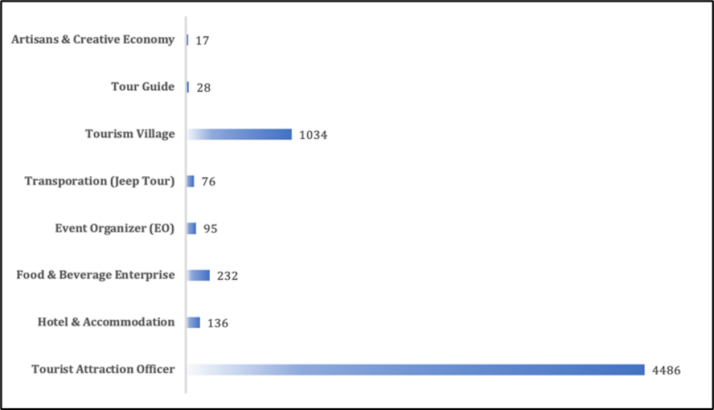 Artisans & Creative Economy 17
Tour Guide 28
Tourism Village 1034
Transporation (Jeep Tour) 76
Event Organizer (EO) 95
Food & Beverage Enterprise 232
Hotel & Accommodation 136
Tourist Attraction Officer 4486